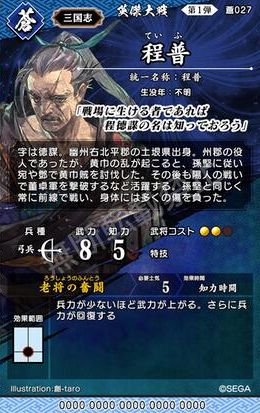 蒼
三国志
英傑大戦
第1弾
蒼027
ていふ
程普
統一名称:程普
生没年:不明
「戦場に生ける者であれば
程徳謀の名は知っておろう」
字は徳謀。幽州右北平郡の土垠県出身。州郡の役
人であったが、黄巾の乱が起こると、孫堅に従い
宛や鄧で黄巾賊を討伐した。その後も陽人の戦い
で董卓軍を撃破するなど活躍する。孫堅と同じく
常に前線で戦い、身体には多くの傷を負った。
兵種 武力 知力 武将コスト
弓兵 8 5 特技
ろうしょうのふんとう 必要士気 効果時間
老将の奮闘 5 知力時間
効果範囲
兵力が少ないほど武力が上がる。さらに兵
力が回復する
Illustration:獣-taro
©SEGA
0000-0000-0000-0000-0000